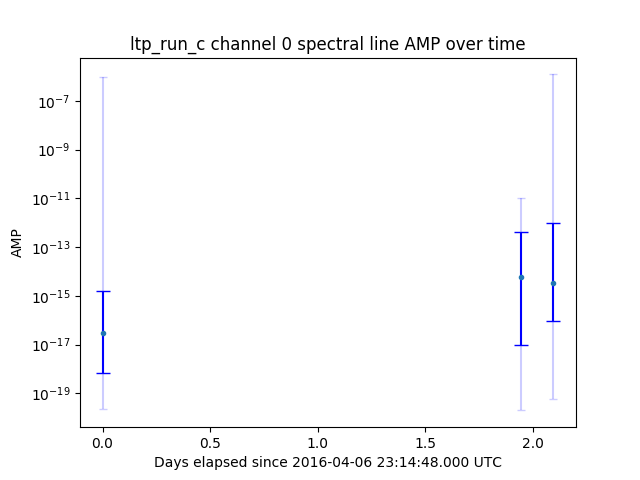 ltp_run_c channel 0 spectral line AMP over time
AMP
10⁻⁷
10⁻⁹
10⁻¹¹
10⁻¹³
10⁻¹⁵
10⁻¹⁷
10⁻¹⁹
0.0 0.5 1.0 1.5 2.0
Days elapsed since 2016-04-06 23:14:48.000 UTC